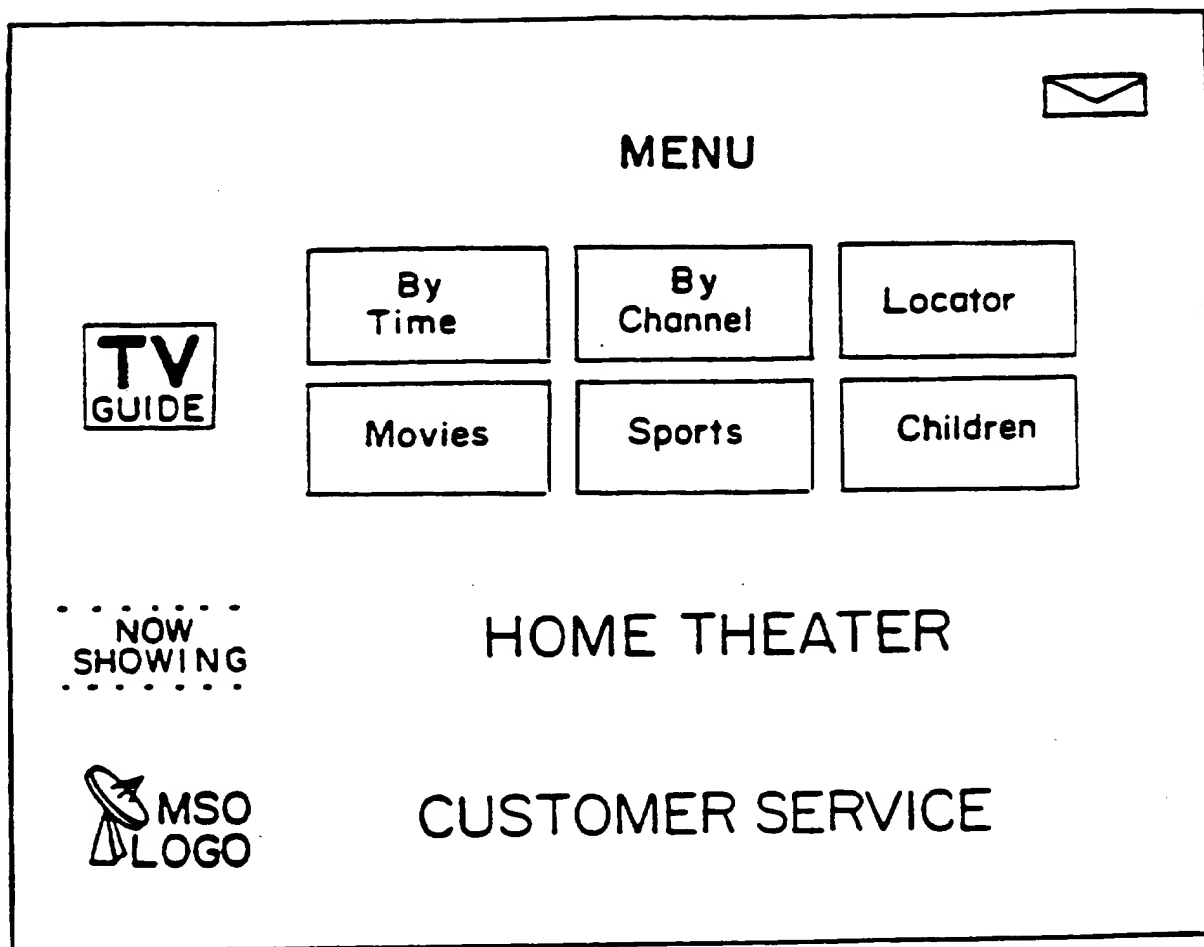 MENU
By
Time
By
Channel
Locator
TV
GUIDE
Movies
Sports
Children
NOW
SHOWING
HOME THEATER
MSO
LOGO
CUSTOMER SERVICE